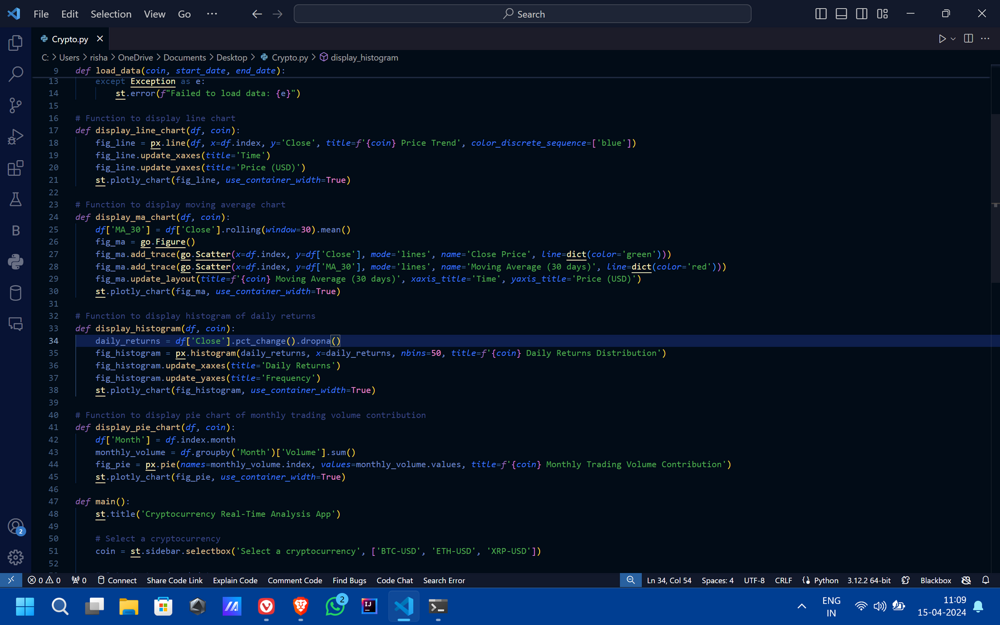 File Edit Selection View Go ··· Search
Crypto.py
C: > Users > risha > OneDrive > Documents > Desktop > Crypto.py > display_histogram
9 def load_data(coin, start_date, end_date):
13 except Exception as e:
14 st.error(f"Failed to load data: {e}")
15
16 # Function to display line chart
17 def display_line_chart(df, coin):
18 fig_line = px.line(df, x=df.index, y='Close', title=f'{coin} Price Trend', color_discrete_sequence=['blue'])
19 fig_line.update_xaxes(title='Time')
20 fig_line.update_yaxes(title='Price (USD)')
21 st.plotly_chart(fig_line, use_container_width=True)
22
23 # Function to display moving average chart
24 def display_ma_chart(df, coin):
25 df['MA_30'] = df['Close'].rolling(window=30).mean()
26 fig_ma = go.Figure()
27 fig_ma.add_trace(go.Scatter(x=df.index, y=df['Close'], mode='lines', name='Close Price', line=dict(color='green')))
28 fig_ma.add_trace(go.Scatter(x=df.index, y=df['MA_30'], mode='lines', name='Moving Average (30 days)', line=dict(color='red')))
29 fig_ma.update_layout(title=f'{coin} Moving Average (30 days)', xaxis_title='Time', yaxis_title='Price (USD)')
30 st.plotly_chart(fig_ma, use_container_width=True)
31
32 # Function to display histogram of daily returns
33 def display_histogram(df, coin):
34 daily_returns = df['Close'].pct_change().dropna()
35 fig_histogram = px.histogram(daily_returns, x=daily_returns, nbins=50, title=f'{coin} Daily Returns Distribution')
36 fig_histogram.update_xaxes(title='Daily Returns')
37 fig_histogram.update_yaxes(title='Frequency')
38 st.plotly_chart(fig_histogram, use_container_width=True)
39
40 # Function to display pie chart of monthly trading volume contribution
41 def display_pie_chart(df, coin):
42 df['Month'] = df.index.month
43 monthly_volume = df.groupby('Month')['Volume'].sum()
44 fig_pie = px.pie(names=monthly_volume.index, values=monthly_volume.values, title=f'{coin} Monthly Trading Volume Contribution')
45 st.plotly_chart(fig_pie, use_container_width=True)
46
47 def main():
48 st.title('Cryptocurrency Real-Time Analysis App')
49
50 # Select a cryptocurrency
51 coin = st.sidebar.selectbox('Select a cryptocurrency', ['BTC-USD', 'ETH-USD', 'XRP-USD'])
52
B
2
0 0 0 Connect Share Code Link Explain Code Comment Code Find Bugs Code Chat Search Error Ln 34, Col 54 Spaces: 4 UTF-8 CRLF Python 3.12.2 64-bit Blackbox
2
IJ
ENG
IN
11:09
15-04-2024